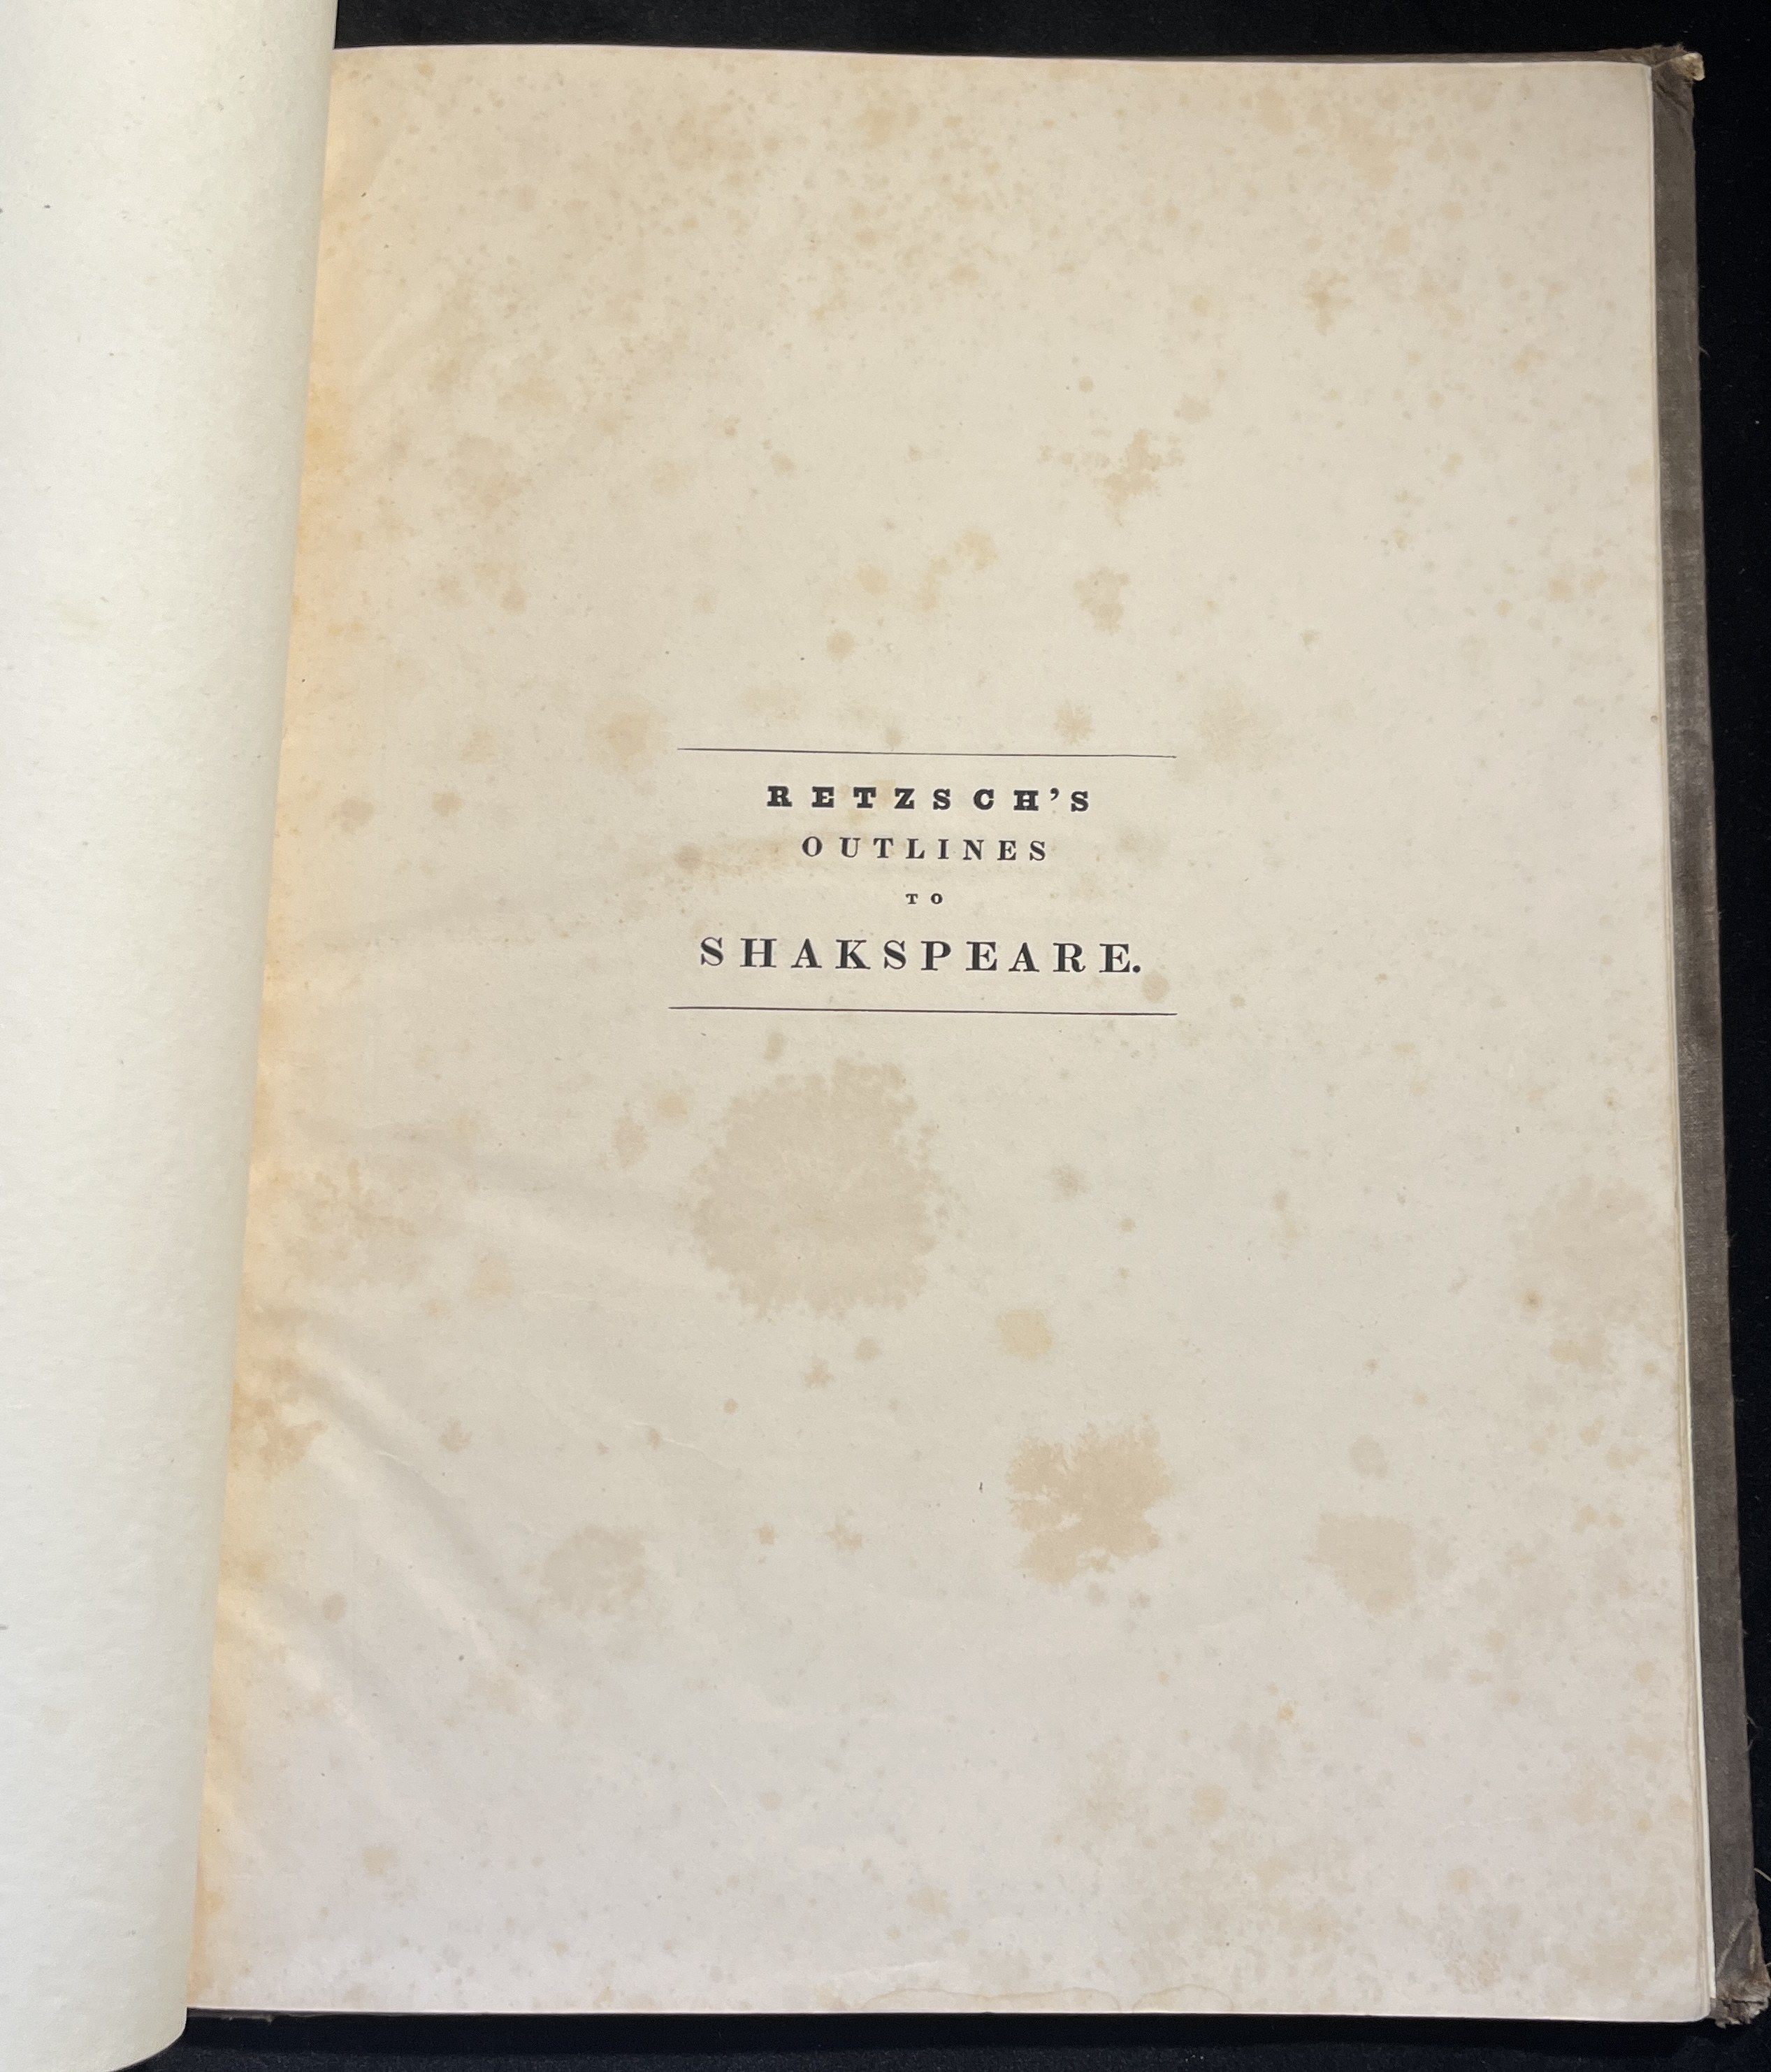 RETZSCH'S
OUTLINES
TO
SHAKSPEARE.